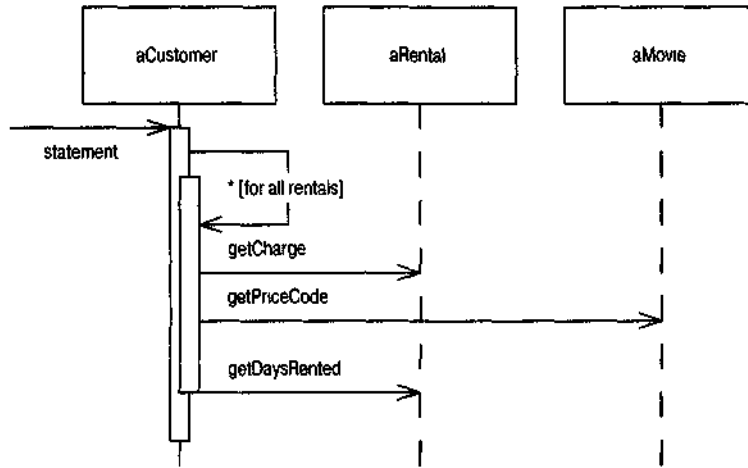 aCustomer
aRental
aMovie
statement
* [for all rentals]
getCharge
getPriceCode
getDaysRented